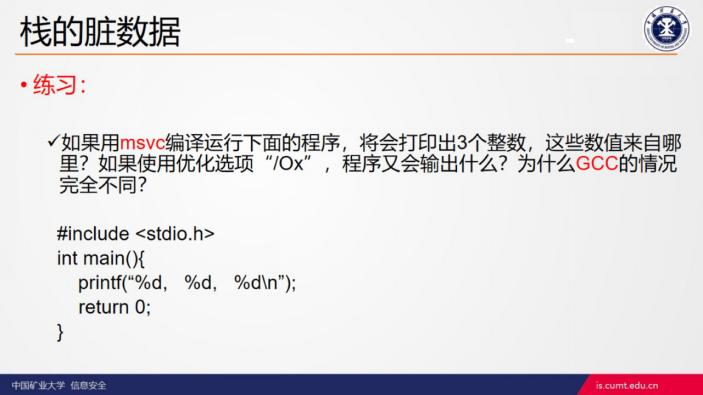 栈的脏数据
• 练习：
✓如果用msvc编译运行下面的程序，将会打印出3个整数，这些数值来自哪
里？如果使用优化选项“/Ox”，程序又会输出什么？为什么GCC的情况
完全不同？
#include <stdio.h>
int main(){
printf(“%d， %d， %d\n”);
return 0;
}
中国矿业大学 信息安全
is.cumt.edu.cn